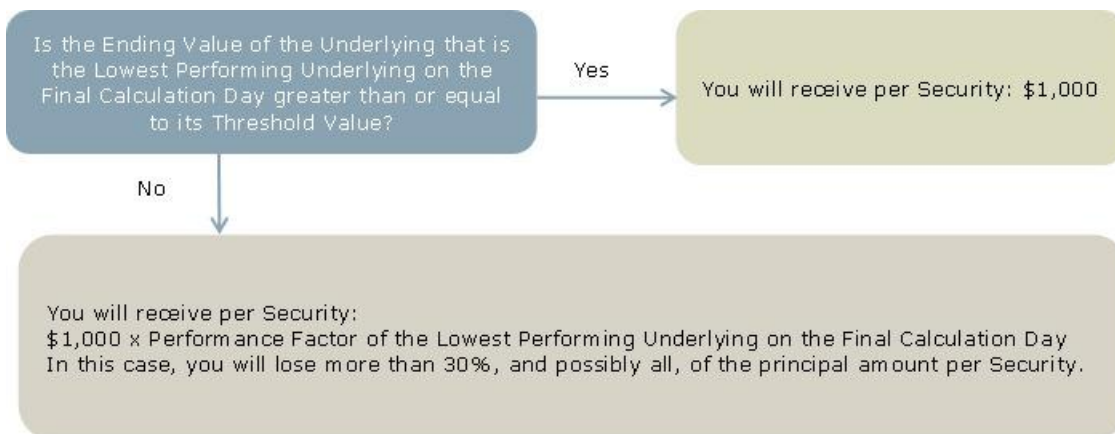 Is the Ending Value of the Underlying that is
the Lowest Performing Underlying on the
Final Calculation Day greater than or equal
to its Threshold Value?
Yes
You will receive per Security: $1,000
No
You will receive per Security:
$1,000 x Performance Factor of the Lowest Performing Underlying on the Final Calculation Day
In this case, you will lose more than 30%, and possibly all, of the principal amount per Security.